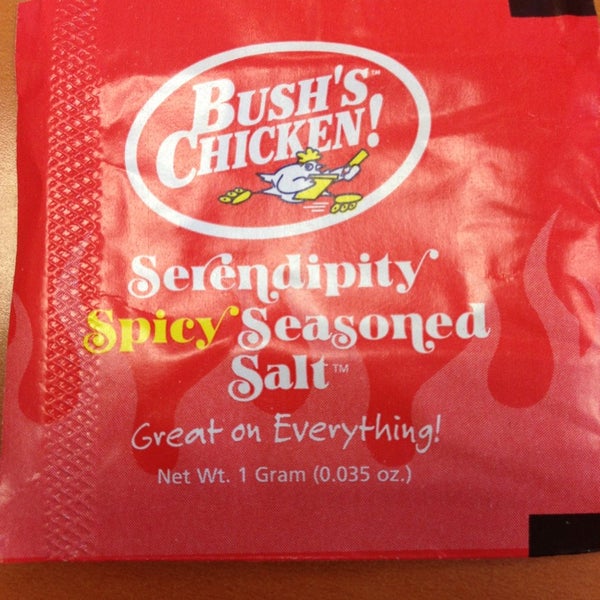 BUSH'S™
CHICKEN!
Serendipity
Spicy Seasoned
Salt™
Great on Everything!
Net Wt. 1 Gram (0.035 oz.)